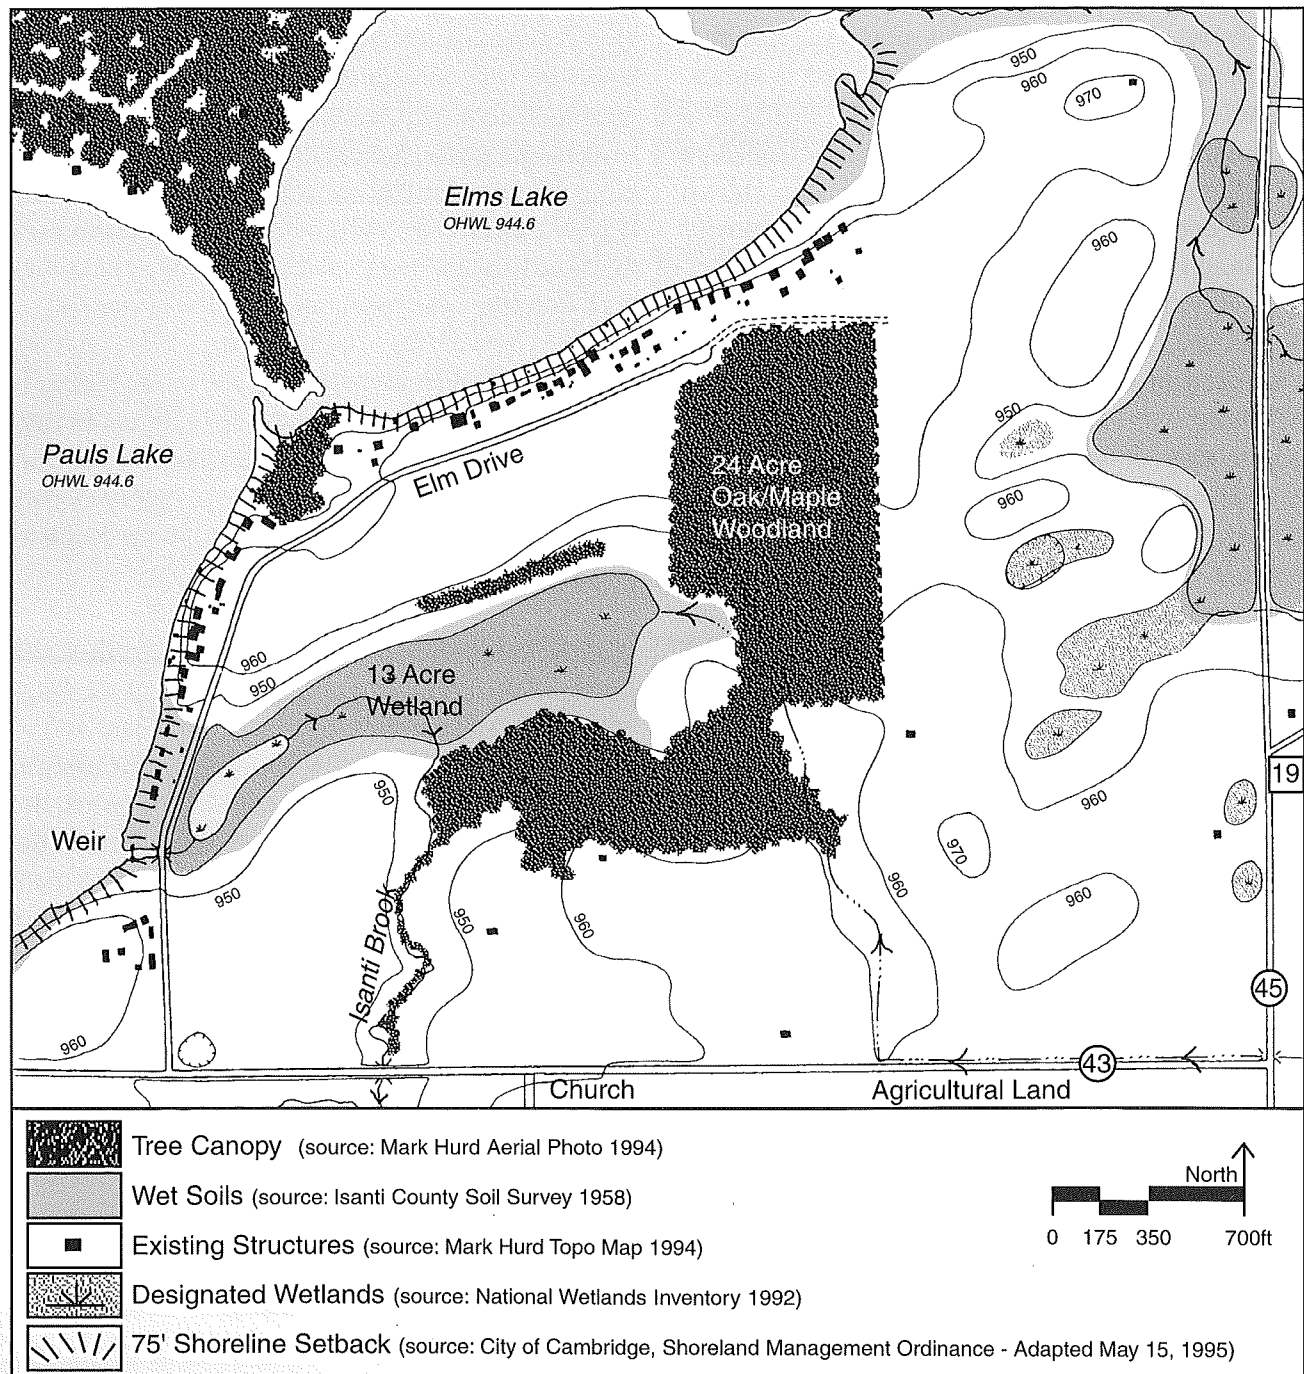 950
960
970
Elms Lake
OHWL 944.6
960
950
Pauls Lake
OHWL 944.6
Elm Drive
24 Acre
Oak/Maple
Woodland
960
960
950
13 Acre
Wetland
19
950
960
Weir
970
950
960
950
960
960
Isanti Brook
45
960
43
Church
Agricultural Land
Tree Canopy (source: Mark Hurd Aerial Photo 1994)
Wet Soils (source: Isanti County Soil Survey 1958)
North
Existing Structures (source: Mark Hurd Topo Map 1994)
0 175 350 700ft
Designated Wetlands (source: National Wetlands Inventory 1992)
75' Shoreline Setback (source: City of Cambridge, Shoreland Management Ordinance - Adapted May 15, 1995)